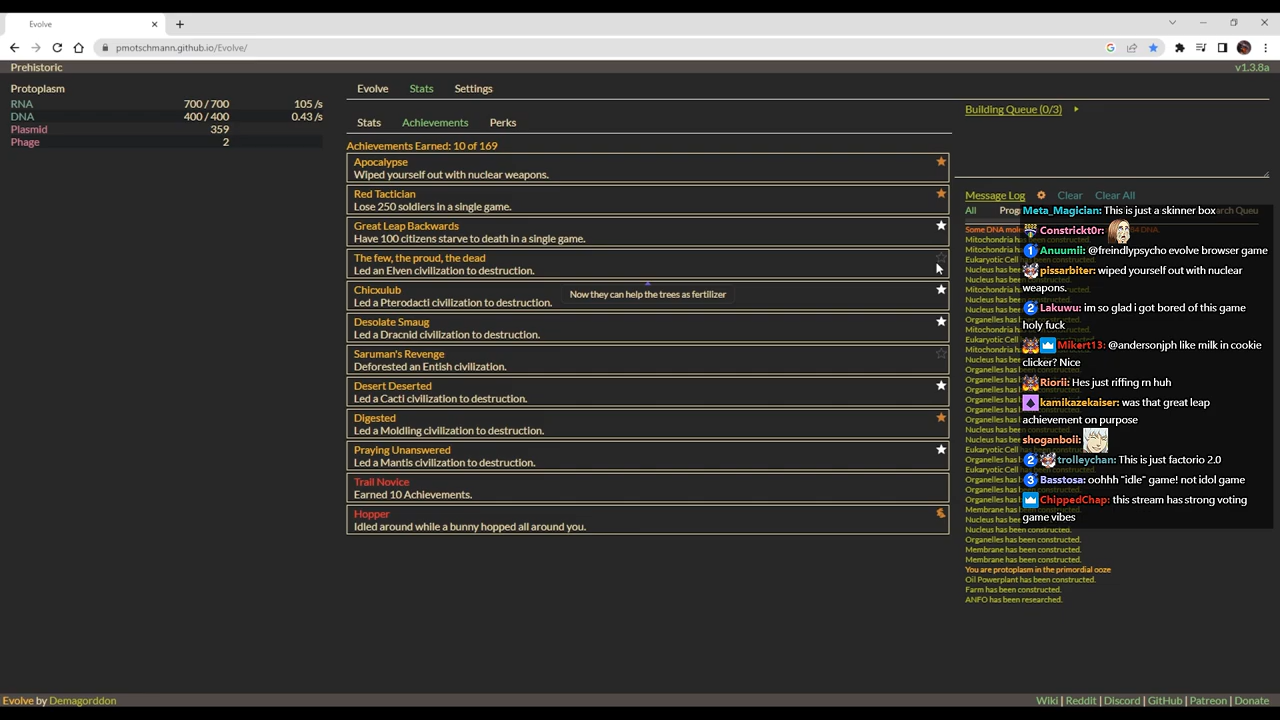 Evolve
pmotschmann.github.io/Evolve/
Prehistoric
v1.3.8a
Protoplasm
RNA 700 / 700 105 /s
DNA 400 / 400 0.43 /s
Plasmid 359
Phage 2
Evolve Stats Settings
Stats Achievements Perks
Achievements Earned: 10 of 169
Apocalypse
Wiped yourself out with nuclear weapons.
Red Tactician
Lose 250 soldiers in a single game.
Great Leap Backwards
Have 100 citizens starve to death in a single game.
The few, the proud, the dead
Led an Elven civilization to destruction.
Now they can help the trees as fertilizer
Chicxulub
Led a Pterodacti civilization to destruction.
Desolate Smaug
Led a Dracnid civilization to destruction.
Saruman's Revenge
Deforested an Entish civilization.
Desert Deserted
Led a Cacti civilization to destruction.
Digested
Led a Moldling civilization to destruction.
Praying Unanswered
Led a Mantis civilization to destruction.
Trail Novice
Earned 10 Achievements.
Hopper
Idled around while a bunny hopped all around you.
Building Queue (0/3)
Message Log Clear Clear All
All
Meta_Magician: This is just a skinner box
Constrickt0r:
Anuumii: @freindlypsycho evolve browser game
pissarbiter: wiped yourself out with nuclear
weapons.
Lakuwu: im so glad i got bored of this game
holy fuck
Mikert13: @andersonjph like milk in cookie
clicker? Nice
Riorii: Hes just riffing rn huh
kamikazekaiser: was that great leap
achievement on purpose
shoganboii:
trolleychan: This is just factorio 2.0
Basstosa: oohhh "idle" game! not idol game
ChippedChap: this stream has strong voting
game vibes
Organelles has been constructed.
Membrane has been constructed.
Membrane has been constructed.
You are protoplasm in the primordial ooze
Oil Powerplant has been constructed.
Farm has been constructed.
ANFO has been researched.
Evolve by Demagorddon
Wiki | Reddit | Discord | GitHub | Patreon | Donate